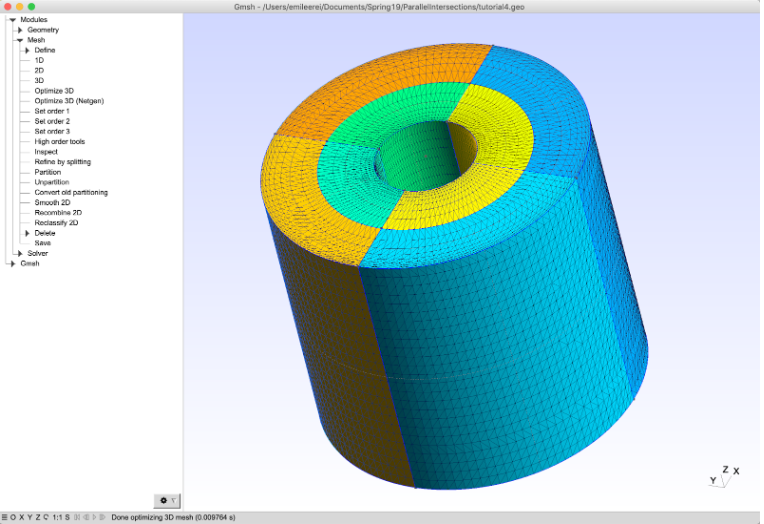 Gmsh - /Users/emileerei/Documents/Spring19/ParallelIntersections/tutorial4.geo
Modules
Geometry
Mesh
Define
1D
2D
3D
Optimize 3D
Optimize 3D (Netgen)
Set order 1
Set order 2
Set order 3
High order tools
Inspect
Refine by splitting
Partition
Unpartition
Convert old partitioning
Smooth 2D
Recombine 2D
Reclassify 2D
Delete
Save
Solver
Gmsh
Z
X
Y
O X Y Z 1:1 S Done optimizing 3D mesh (0.009764 s)